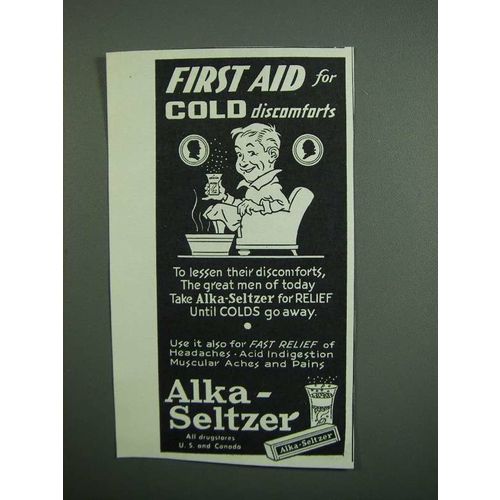 FIRST AID for
COLD discomforts
To lessen their discomforts,
The great men of today
Take Alka-Seltzer for RELIEF
Until COLDS go away.
Use it also for FAST RELIEF of
Headaches · Acid Indigestion
Muscular Aches and Pains
Alka-
Seltzer
All drugstores
U. S. and Canada
Alka-Seltzer